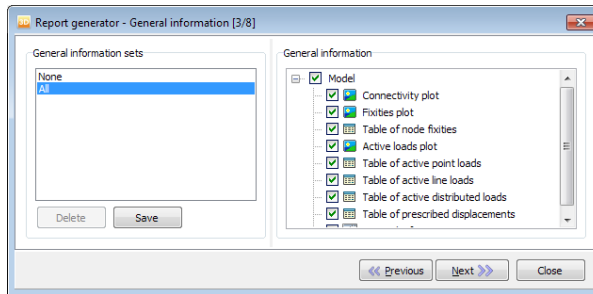 3D Report generator - General information [3/8]
General information sets
None
All
Delete
Save
General information
Model
Connectivity plot
Fixities plot
Table of node fixities
Active loads plot
Table of active point loads
Table of active line loads
Table of active distributed loads
Table of prescribed displacements
Previous
Next
Close